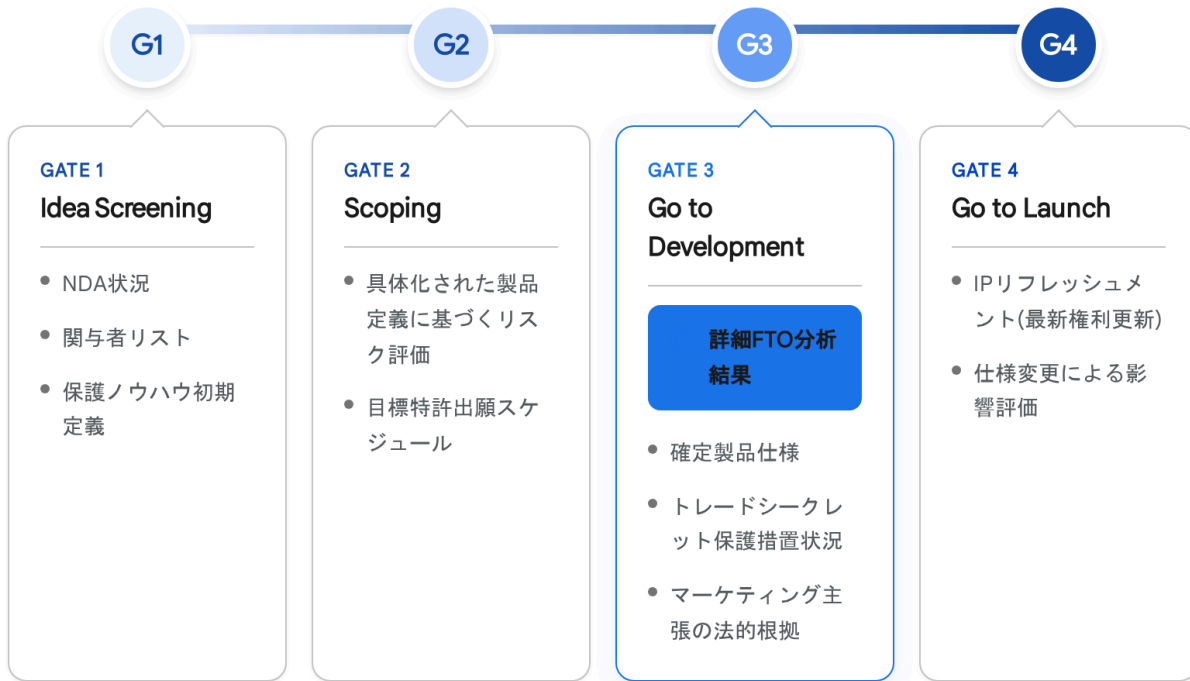 G1
G2
G3
G4
GATE 1
Idea Screening
NDA状況
関与者リスト
保護ノウハウ初期
定義
GATE 2
Scoping
具体化された製品
定義に基づくリス
ク評価
目標特許出願スケ
ジュール
GATE 3
Go to
Development
詳細FTO分析
結果
確定製品仕様
トレードシークレ
ット保護措置状況
マーケティング主
張の法的根拠
GATE 4
Go to Launch
IPリフレッシュメ
ント(最新権利更新)
仕様変更による影
響評価